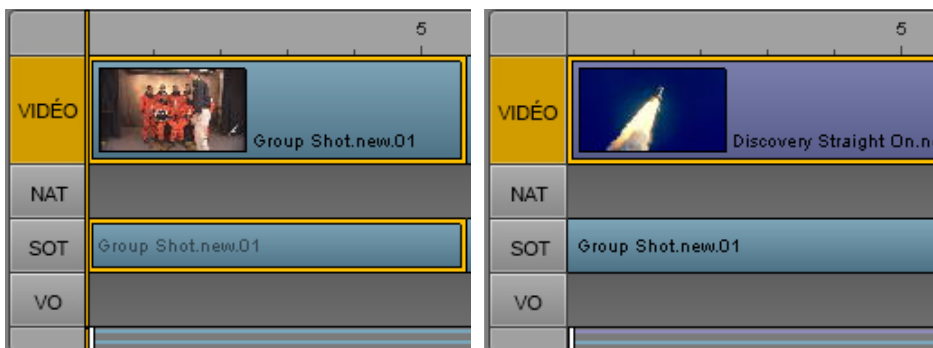 5
VIDÉO
Group Shot.new.01
NAT
SOT
Group Shot.new.01
VO
5
VIDÉO
Discovery Straight On.n
NAT
SOT
Group Shot.new.01
VO